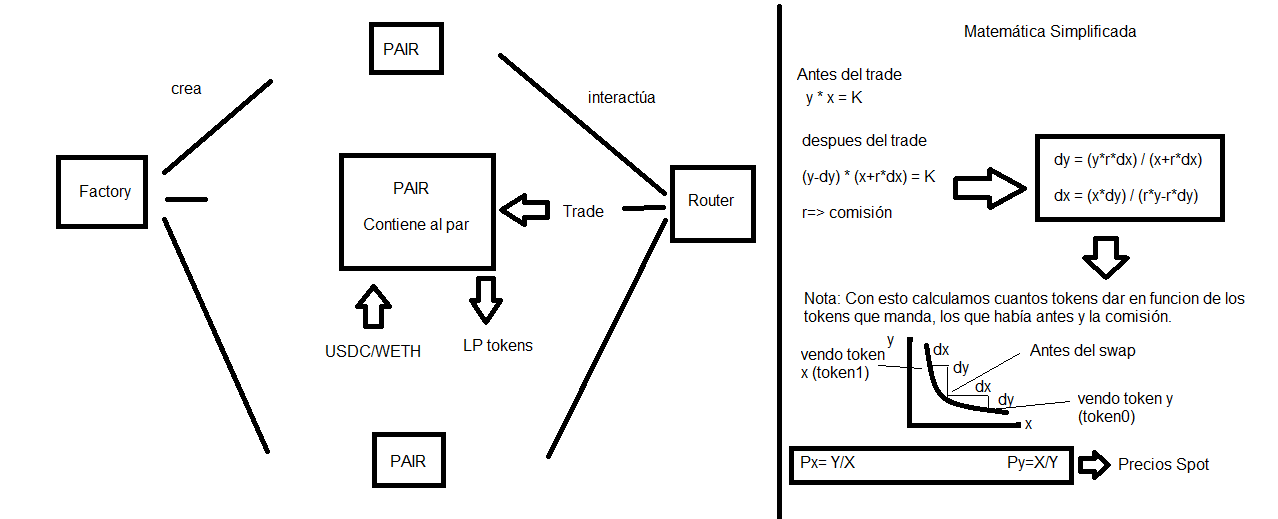 PAIR
crea
interactúa
Factory
PAIR
Contiene al par
Trade
Router
USDC/WETH
LP tokens
PAIR
Matemática Simplificada
Antes del trade
y * x = K
despues del trade
(y-dy) * (x+r*dx) = K
r=> comisión
dy = (y*r*dx) / (x+r*dx)
dx = (x*dy) / (r*y-r*dy)
Nota: Con esto calculamos cuantos tokens dar en funcion de los
tokens que manda, los que había antes y la comisión.
y
vendo token
x (token1)
dx
dy
Antes del swap
dx
dy
vendo token y
(token0)
x
Px= Y/X
Py=X/Y
Precios Spot